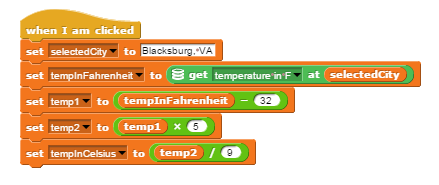 when I am clicked
set selectedCity to Blacksburg, VA
set tempInFahrenheit to get temperature in F at selectedCity
set temp1 to tempInFahrenheit - 32
set temp2 to temp1 × 5
set tempInCelsius to temp2 / 9